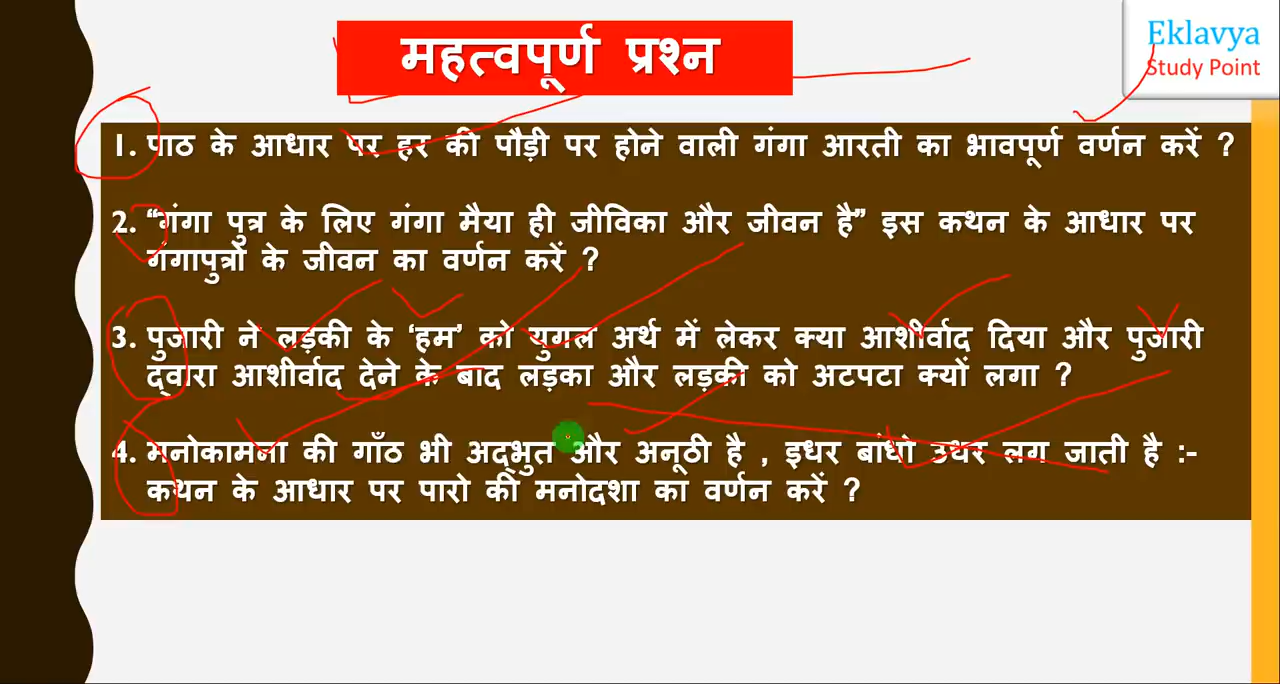 महत्वपूर्ण प्रश्न
Eklavya
Study Point
1. पाठ के आधार पर हर की पौड़ी पर होने वाली गंगा आरती का भावपूर्ण वर्णन करें ?
2. “गंगा पुत्र के लिए गंगा मैया ही जीविका और जीवन है” इस कथन के आधार पर
गंगापुत्रों के जीवन का वर्णन करें ?
3. पुजारी ने लड़की के ‘हम’ को युगल अर्थ में लेकर क्या आशीर्वाद दिया और पुजारी
द्वारा आशीर्वाद देने के बाद लड़का और लड़की को अटपटा क्यों लगा ?
4. मनोकामना की गाँठ भी अद्भुत और अनूठी है , इधर बांधो उधर लग जाती है :-
कथन के आधार पर पारो की मनोदशा का वर्णन करें ?